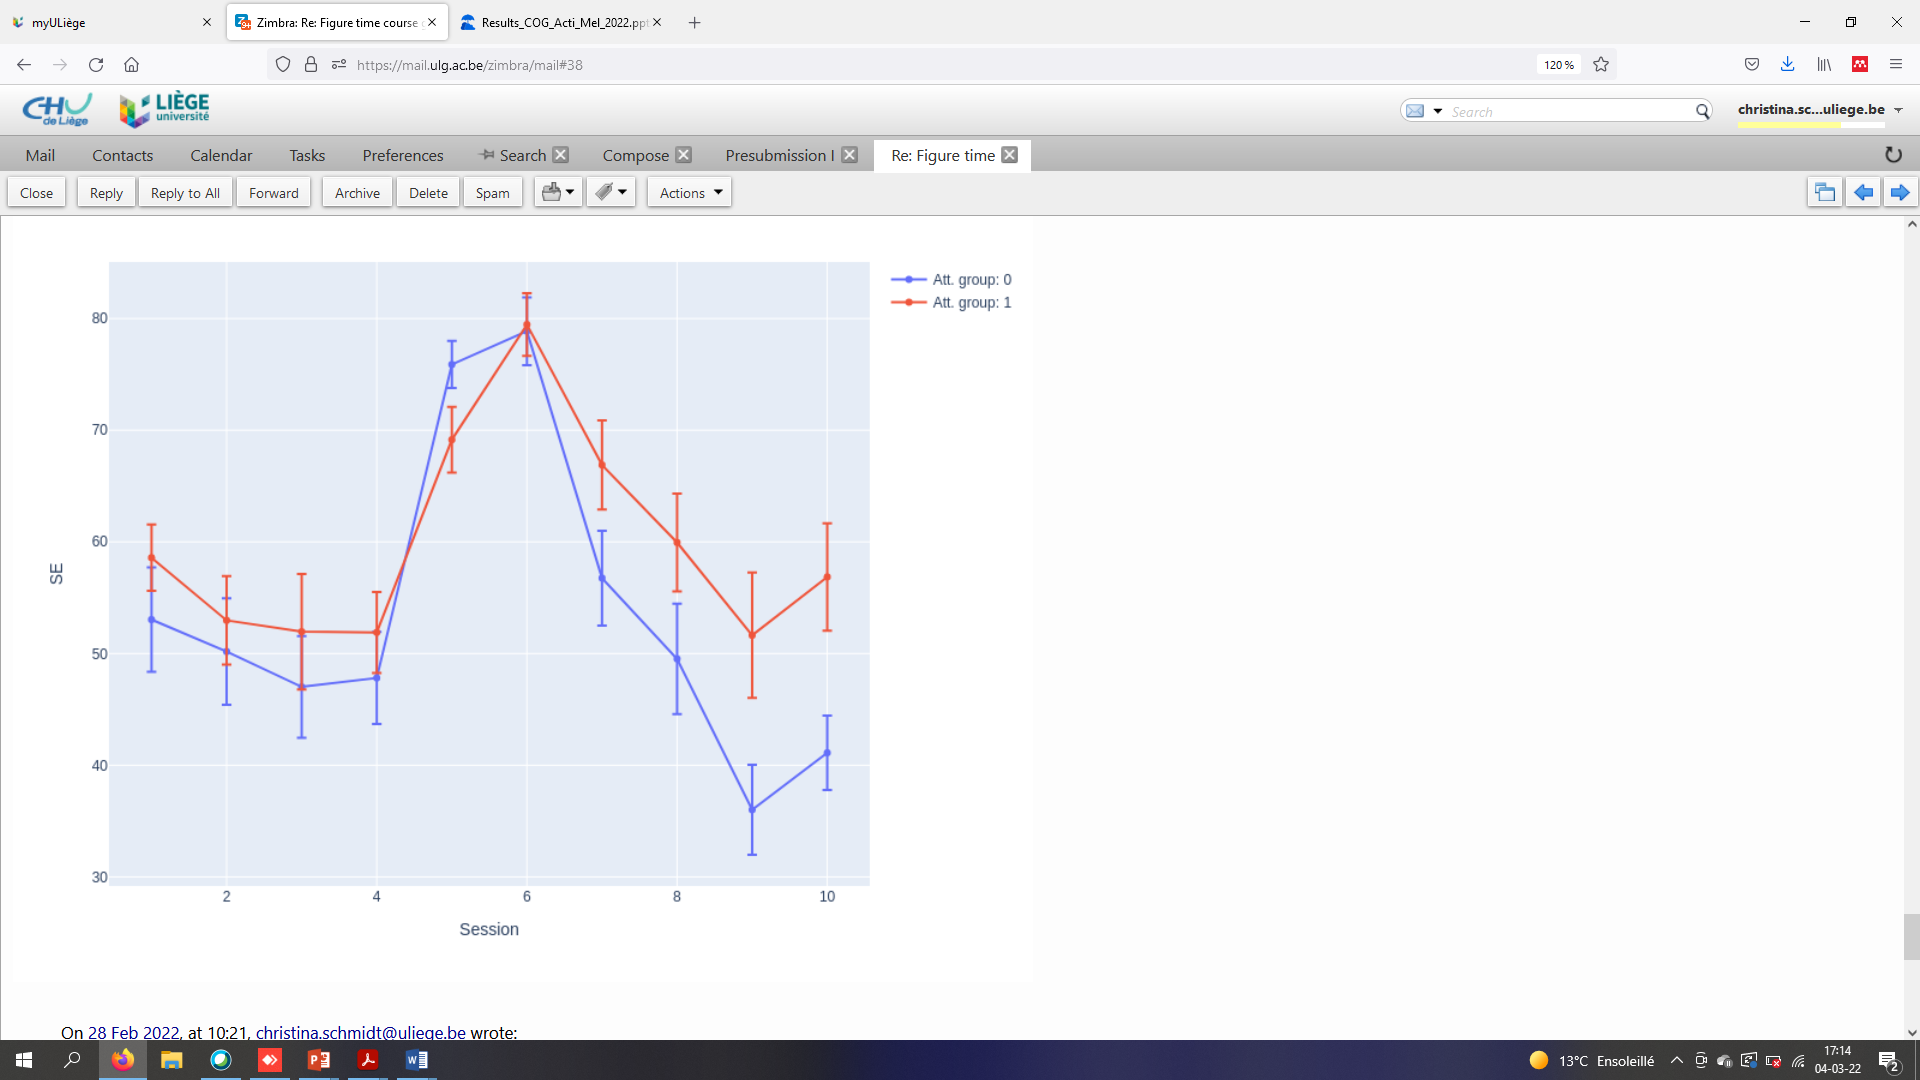 myULiège
Zimbra: Re: Figure time course
Results_COG_Acti_Mel_2022.ppt
https://mail.ulg.ac.be/zimbra/mail#38
120 %
CHU
de Liège
LIÈGE
université
Search
christina.sc...uliege.be
Mail
Contacts
Calendar
Tasks
Preferences
Search
Compose
Presubmission I
Re: Figure time
Close
Reply
Reply to All
Forward
Archive
Delete
Spam
Actions
Att. group: 0
Att. group: 1
80
70
60
50
40
30
SE
2
4
6
8
10
Session
On 28 Feb 2022, at 10:21, christina.schmidt@uliege.be wrote:
13°C Ensoleillé
17:14
04-03-22
2